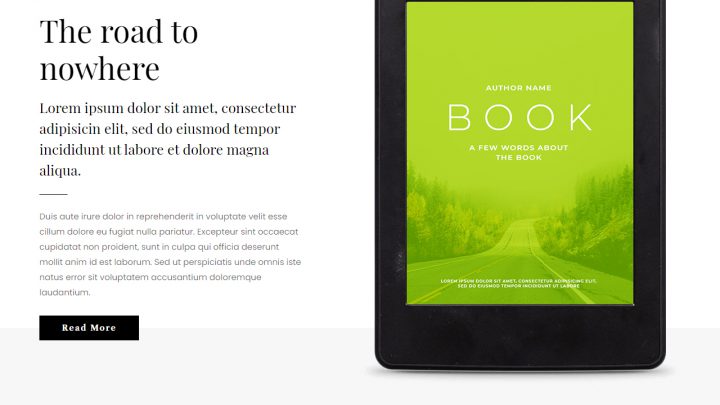 The road to
nowhere
Lorem ipsum dolor sit amet, consectetur
adipisicin elit, sed do eiusmod tempor
incididunt ut labore et dolore magna
aliqua.
Duis aute irure dolor in reprehenderit in voluptate velit esse
cillum dolore eu fugiat nulla pariatur. Excepteur sint occaecat
cupidatat non proident, sunt in culpa qui officia deserunt
mollit anim id est laborum. Sed ut perspiciatis unde omnis iste
natus error sit voluptatem accusantium doloremque
laudantium.
Read More
AUTHOR NAME
BOOK
A FEW WORDS ABOUT
THE BOOK
LOREM IPSUM DOLOR SIT AMET, CONSECTETUR ADIPISICING ELIT,
SED DO EIUSMOD TEMPOR INCIDIDUNT UT LABORE